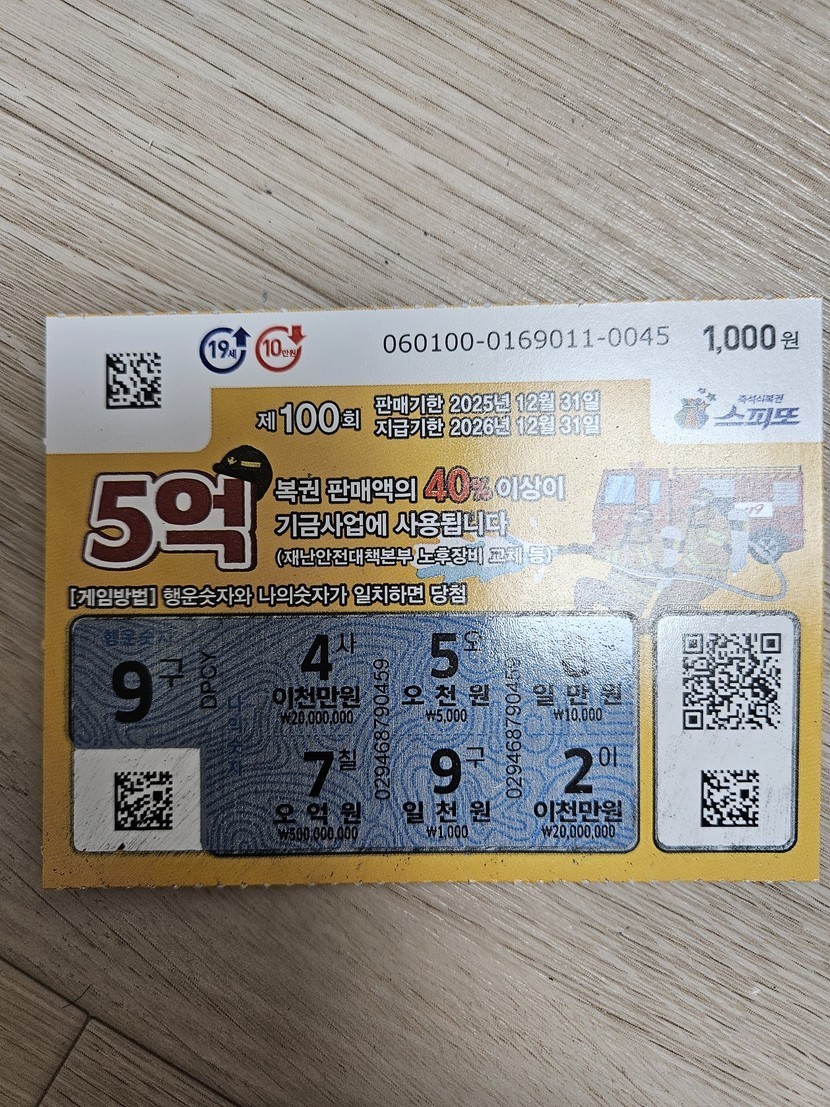 19세
10만원
060100-0169011-0045
1,000원
제100회
판매기한 2025년 12월 31일
지급기한 2026년 12월 31일
즉석식복권
스피또
5억
복권 판매액의 40% 이상이
기금사업에 사용됩니다
(재난안전대책본부 노후장비 교체 등)
119
[게임방법] 행운숫자와 나의숫자가 일치하면 당첨
행운숫자
9 구
DPCY
4 사
이천만원
₩20,000,000
029468790459
5 오
오 천 원
₩5,000
029468790459
일 만 원
₩10,000
7 칠
오 억 원
₩500,000,000
9 구
일 천 원
₩1,000
2 이
이천만원
₩20,000,000